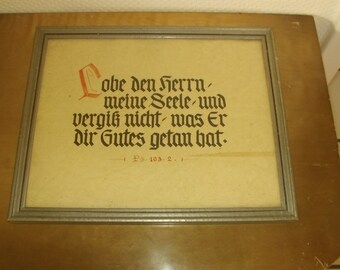 Lobe den Herrn·
meine Seele·und
vergiß nicht·was Er
dir Gutes getan hat·
Ps·103·2·